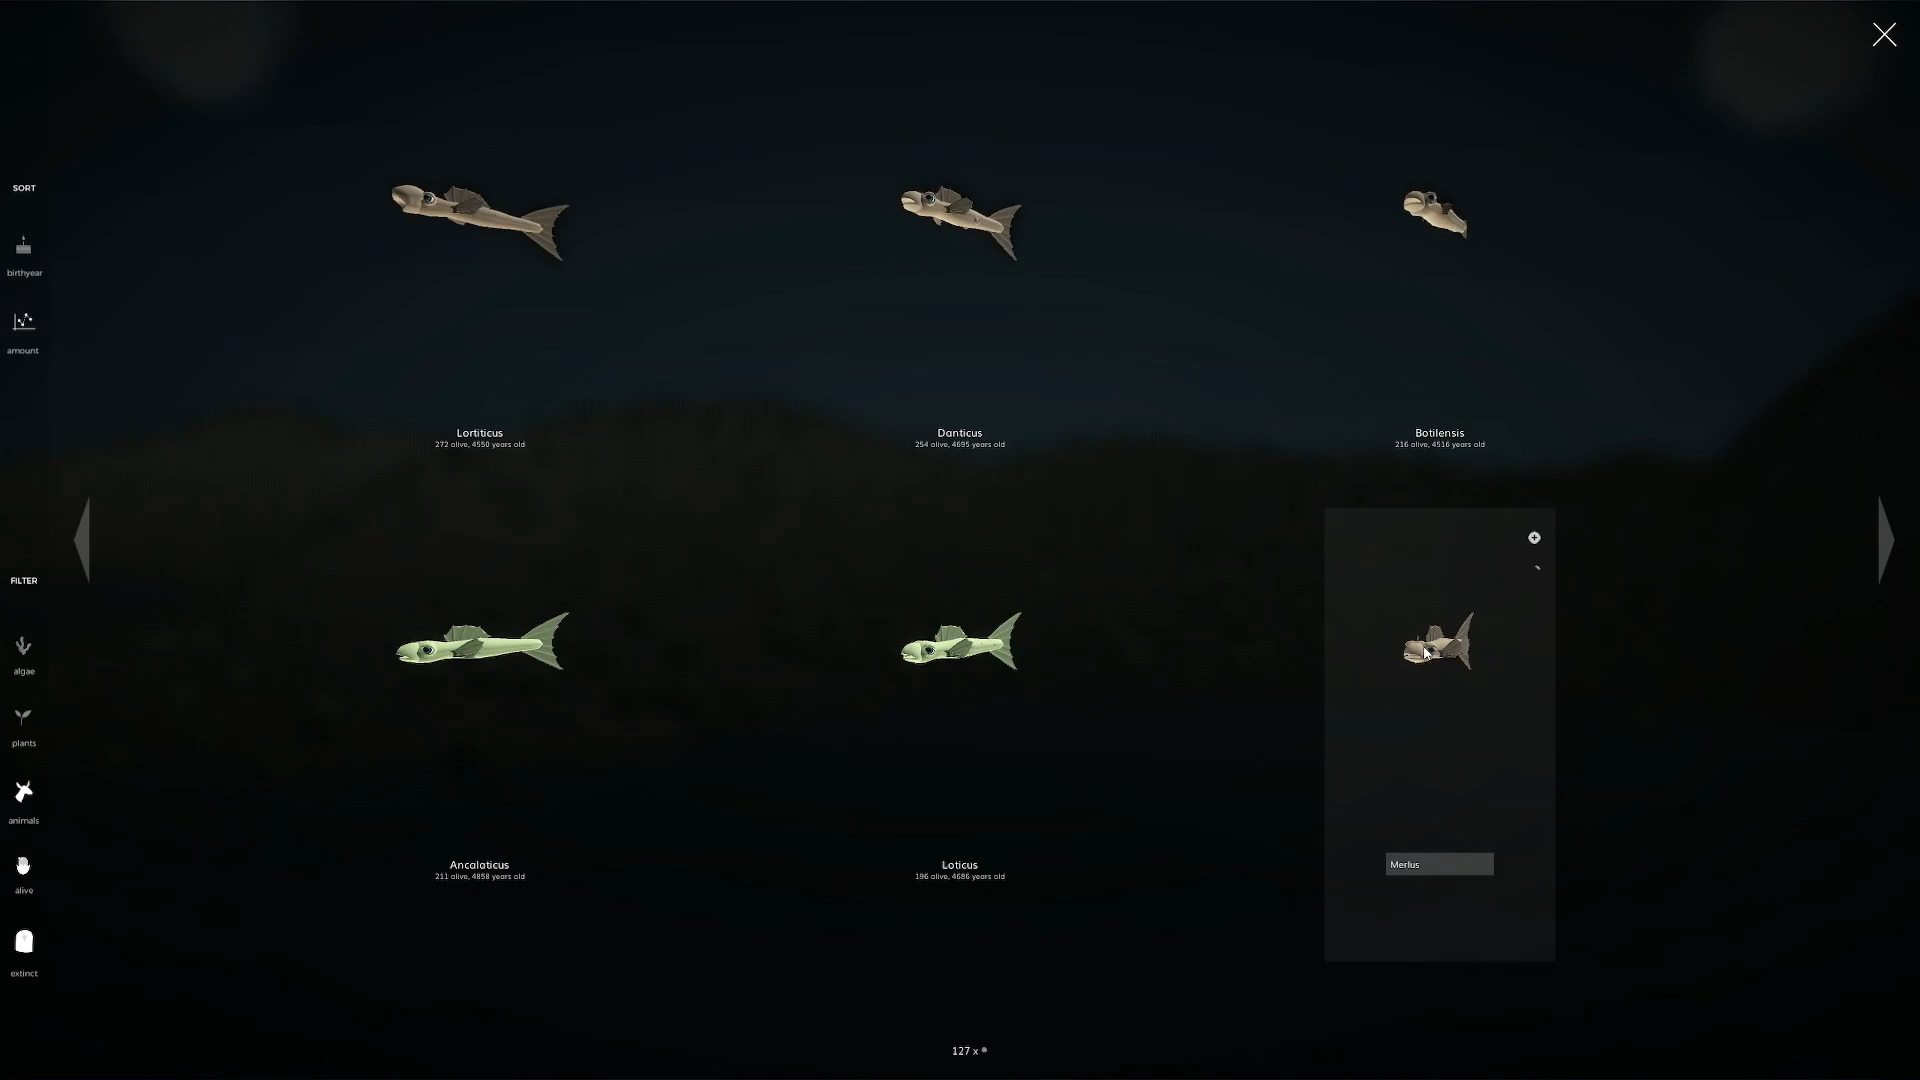 SORT
birthyear
amount
Lortiticus
272 alive, 4550 years old
Danticus
254 alive, 4695 years old
Botilensis
216 alive, 4516 years old
FILTER
algae
plants
animals
alive
extinct
Ancalaticus
211 alive, 4858 years old
Loticus
196 alive, 4686 years old
Merlus
127 x